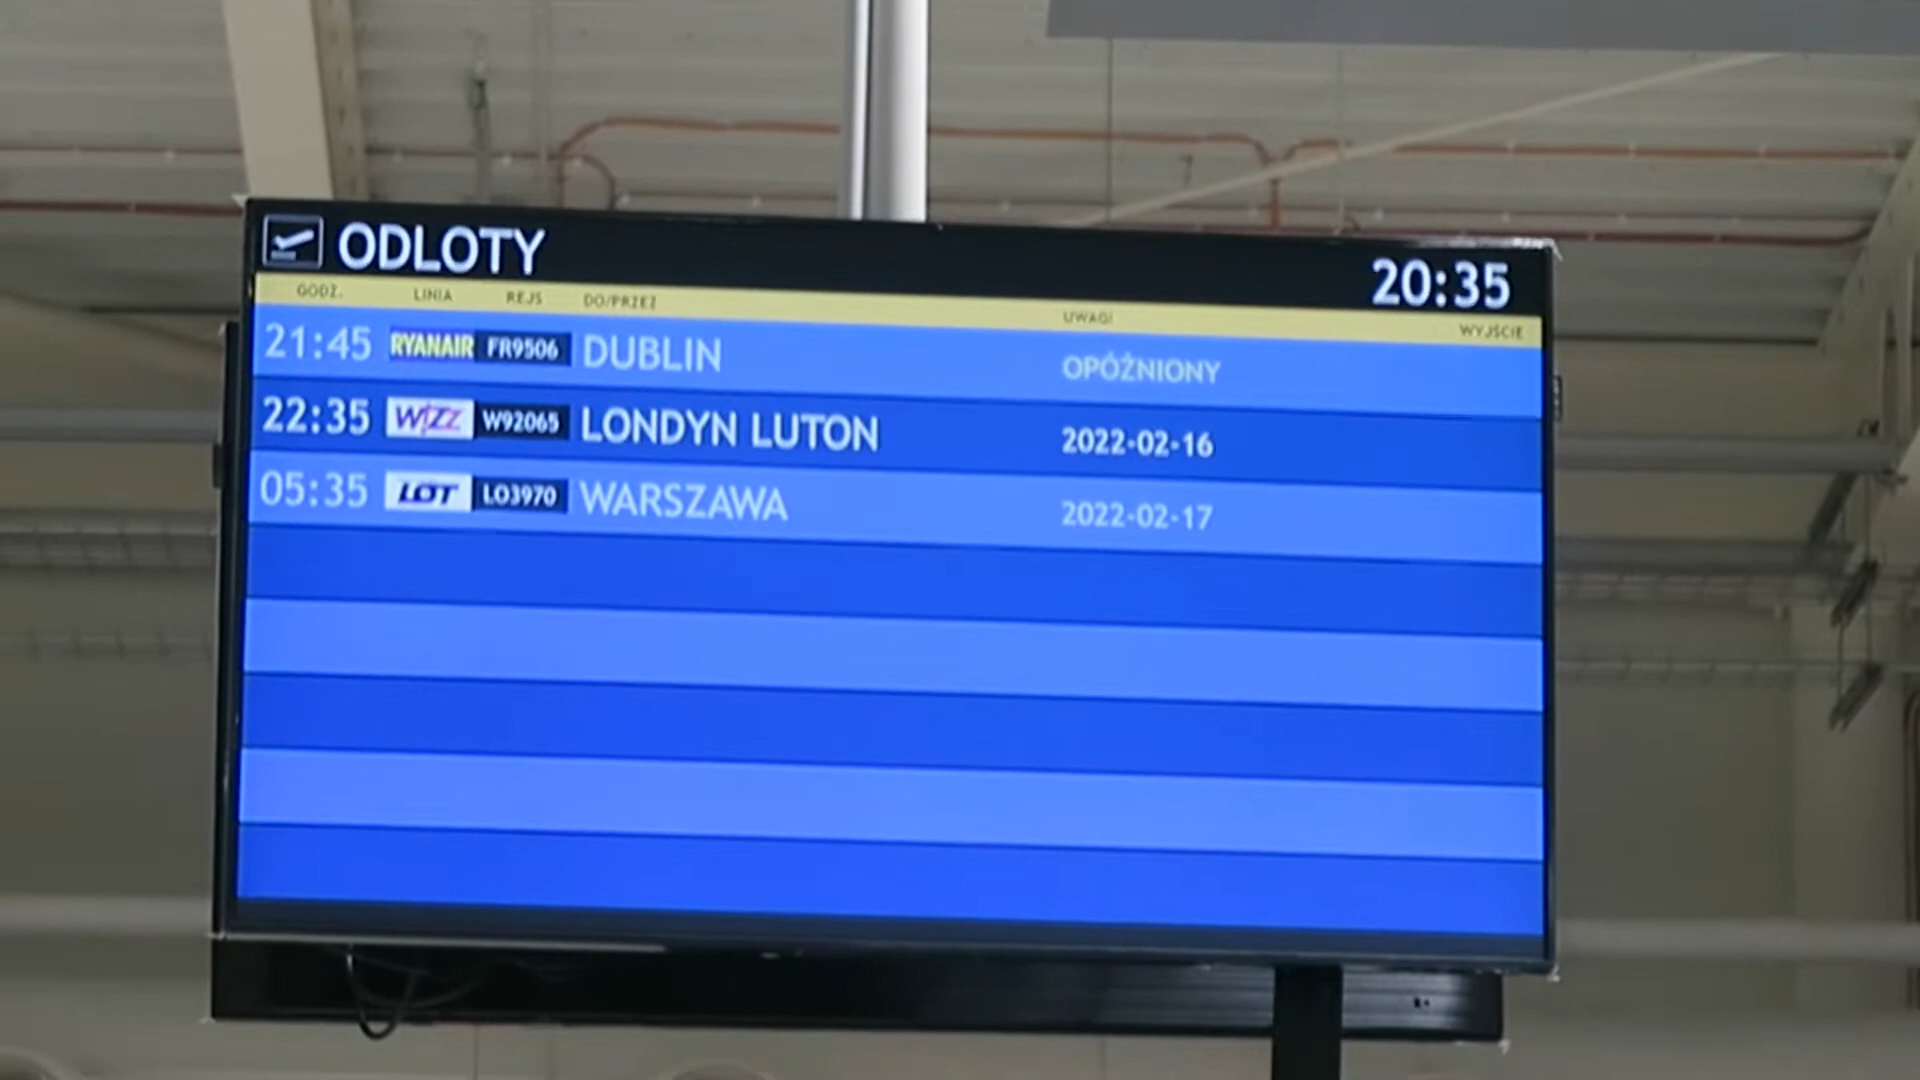 ODLOTY 20:35
GODZ. LINIA REJS DO/PRZEZ UWAGI WYJŚCIE
21:45 RYANAIR FR9506 DUBLIN OPÓŹNIONY
22:35 WIZZ W92065 LONDYN LUTON 2022-02-16
05:35 LOT LO3970 WARSZAWA 2022-02-17